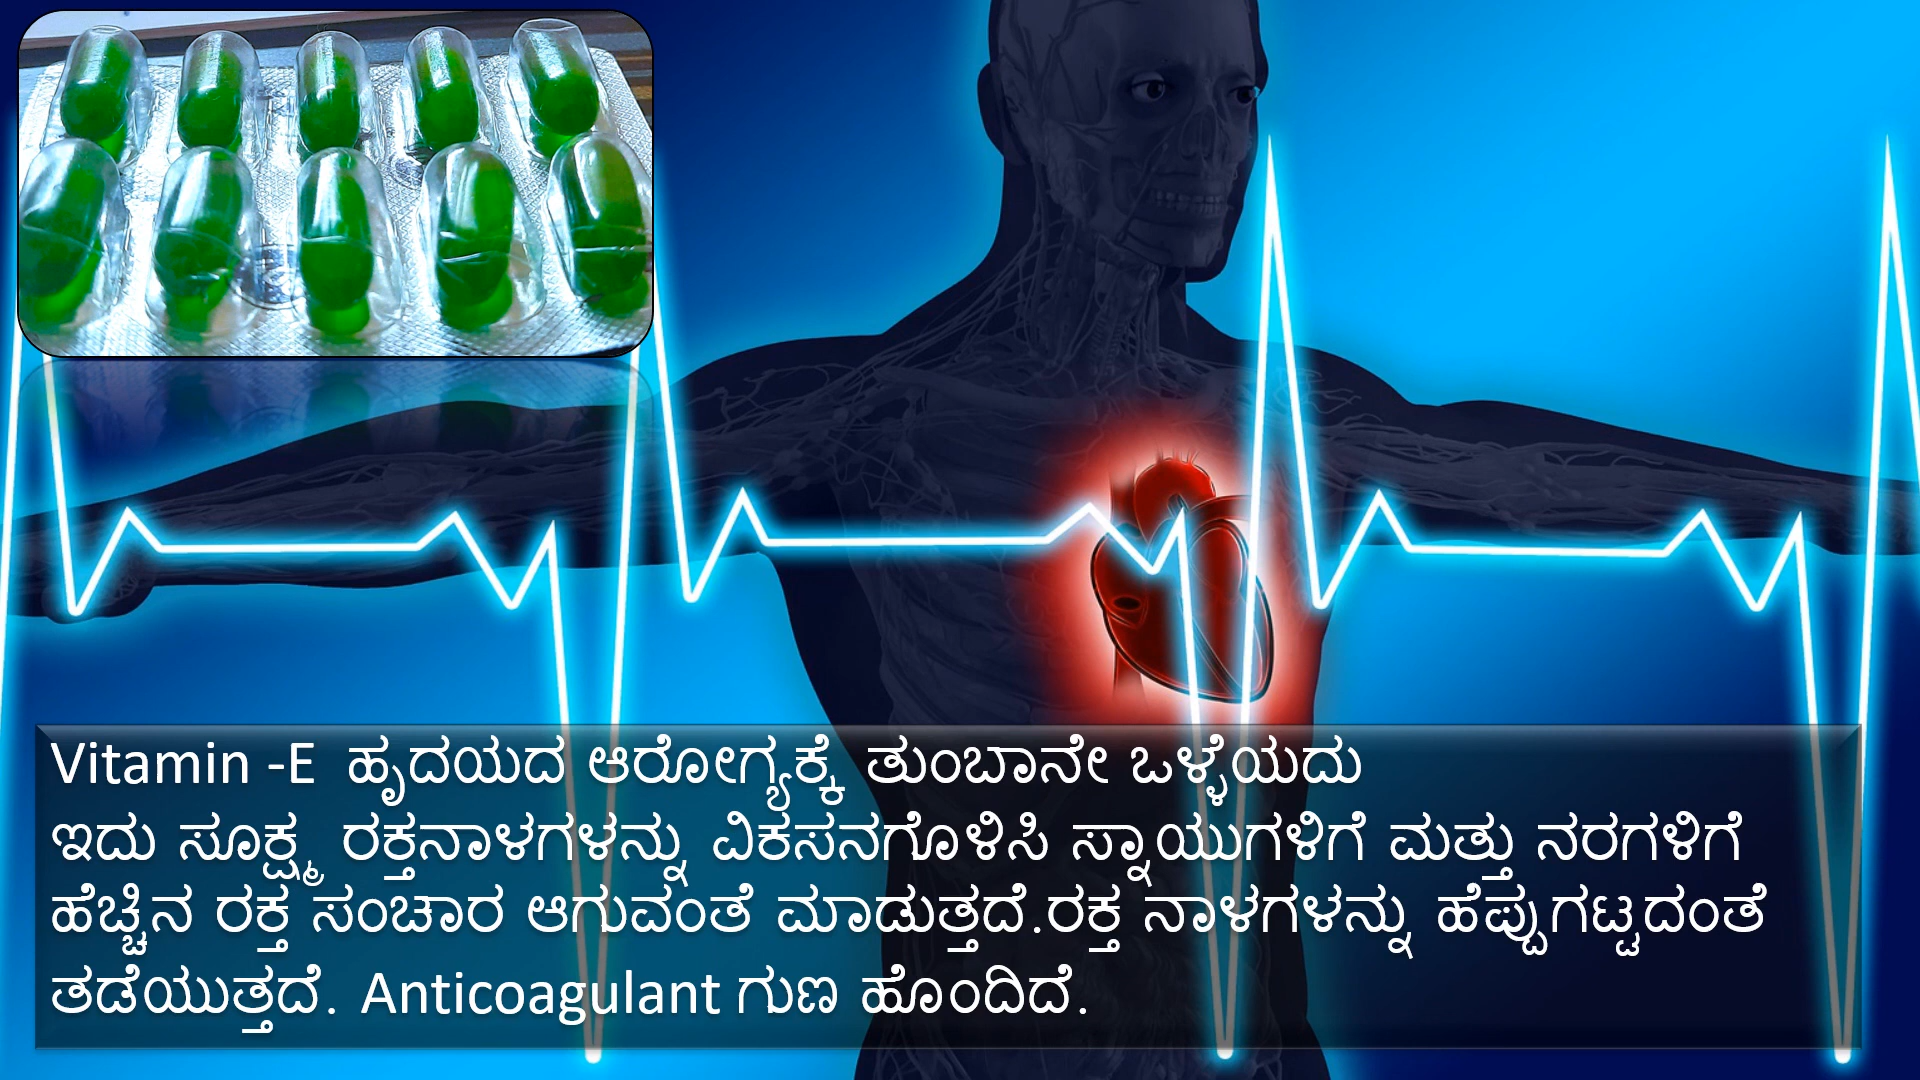 Vitamin -E ಹೃದಯದ ಆರೋಗ್ಯಕ್ಕೆ ತುಂಬಾನೇ ಒಳ್ಳೆಯದು
ಇದು ಸೂಕ್ಷ್ಮ ರಕ್ತನಾಳಗಳನ್ನು ವಿಕಸನಗೊಳಿಸಿ ಸ್ನಾಯುಗಳಿಗೆ ಮತ್ತು ನರಗಳಿಗೆ
ಹೆಚ್ಚಿನ ರಕ್ತ ಸಂಚಾರ ಆಗುವಂತೆ ಮಾಡುತ್ತದೆ.ರಕ್ತ ನಾಳಗಳನ್ನು ಹೆಪ್ಪುಗಟ್ಟದಂತೆ
ತಡೆಯುತ್ತದೆ. Anticoagulant ಗುಣ ಹೊಂದಿದೆ.